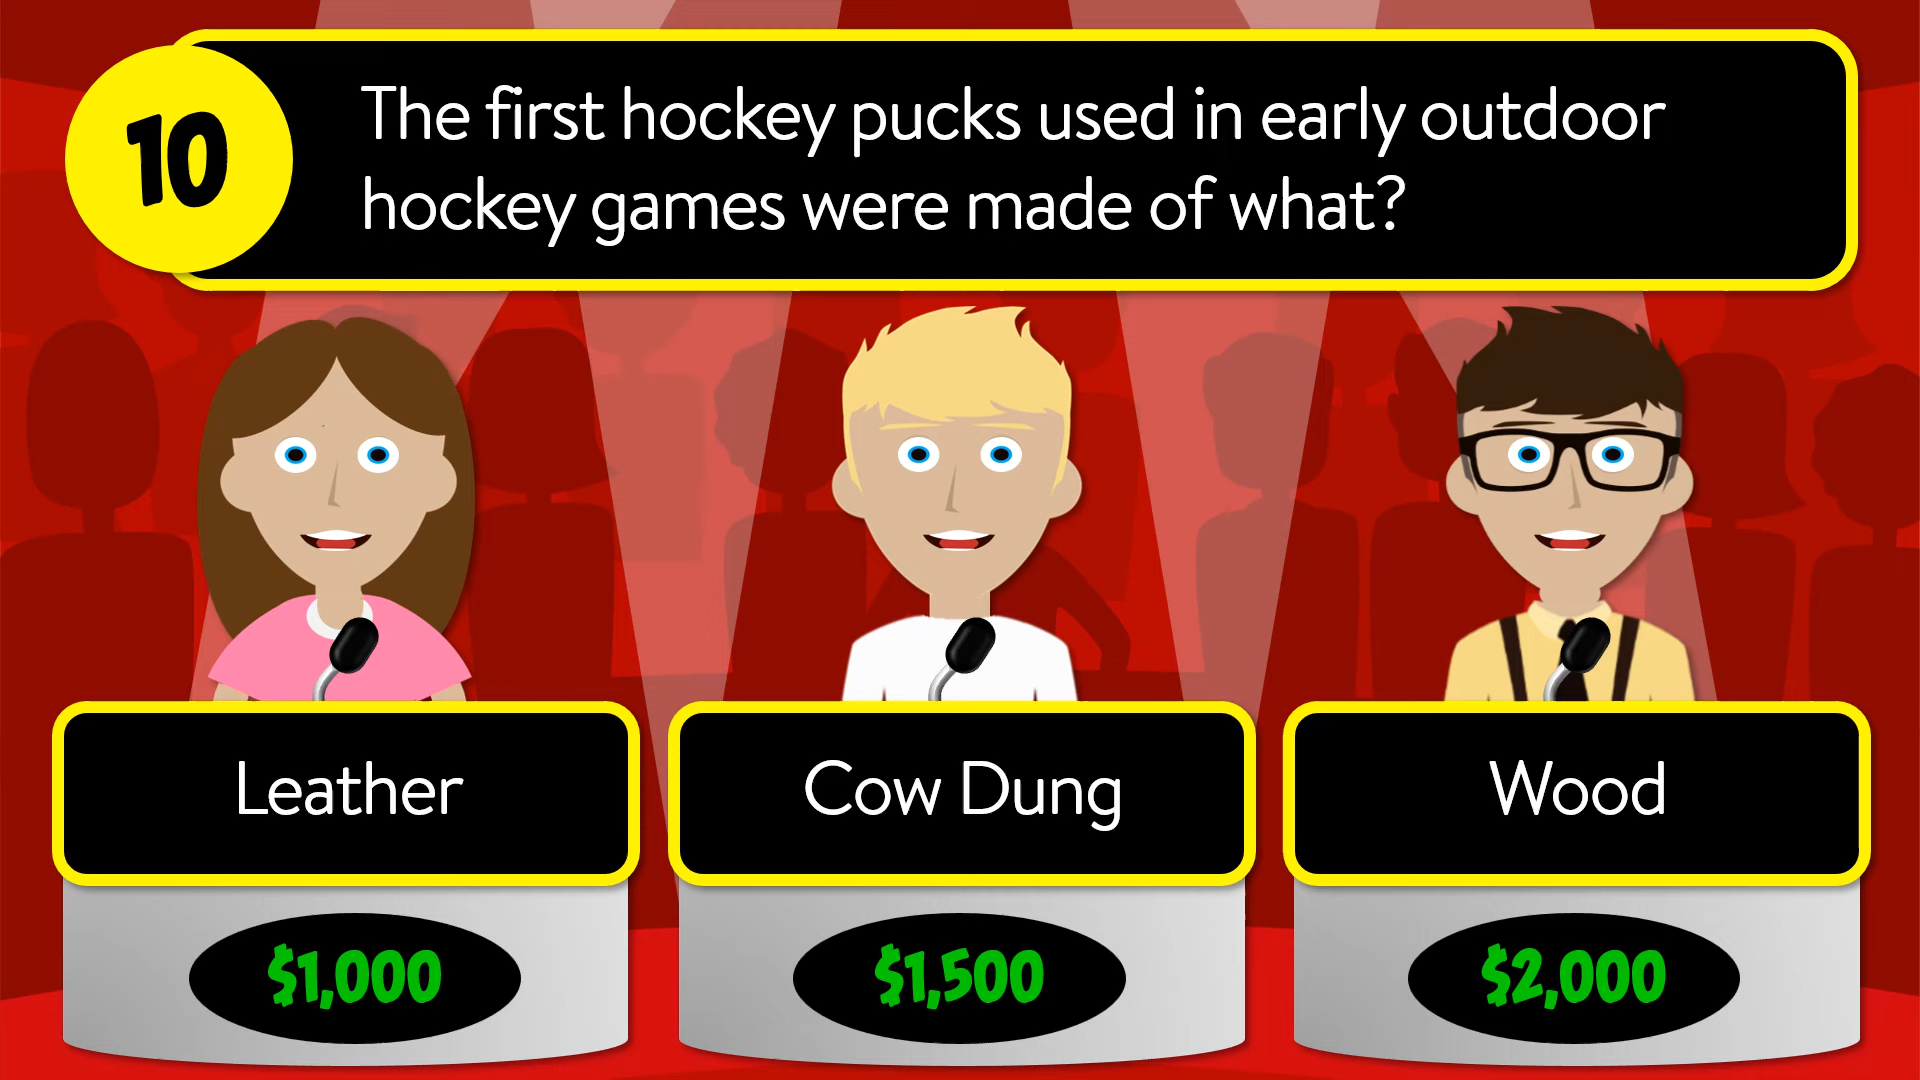 10
The first hockey pucks used in early outdoor
hockey games were made of what?
Leather
Cow Dung
Wood
$1,000
$1,500
$2,000